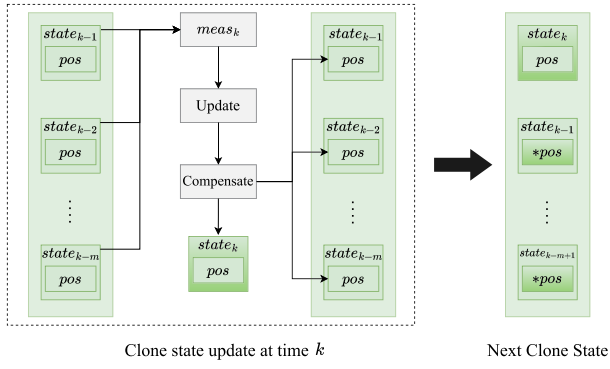 state_{k-1}
pos
state_{k-2}
pos
⋮
state_{k-m}
pos
meas_k
Update
Compensate
state_k
pos
state_{k-1}
pos
state_{k-2}
pos
⋮
state_{k-m}
pos
state_k
pos
state_{k-1}
*pos
⋮
state_{k-m+1}
*pos
Clone state update at time k
Next Clone State